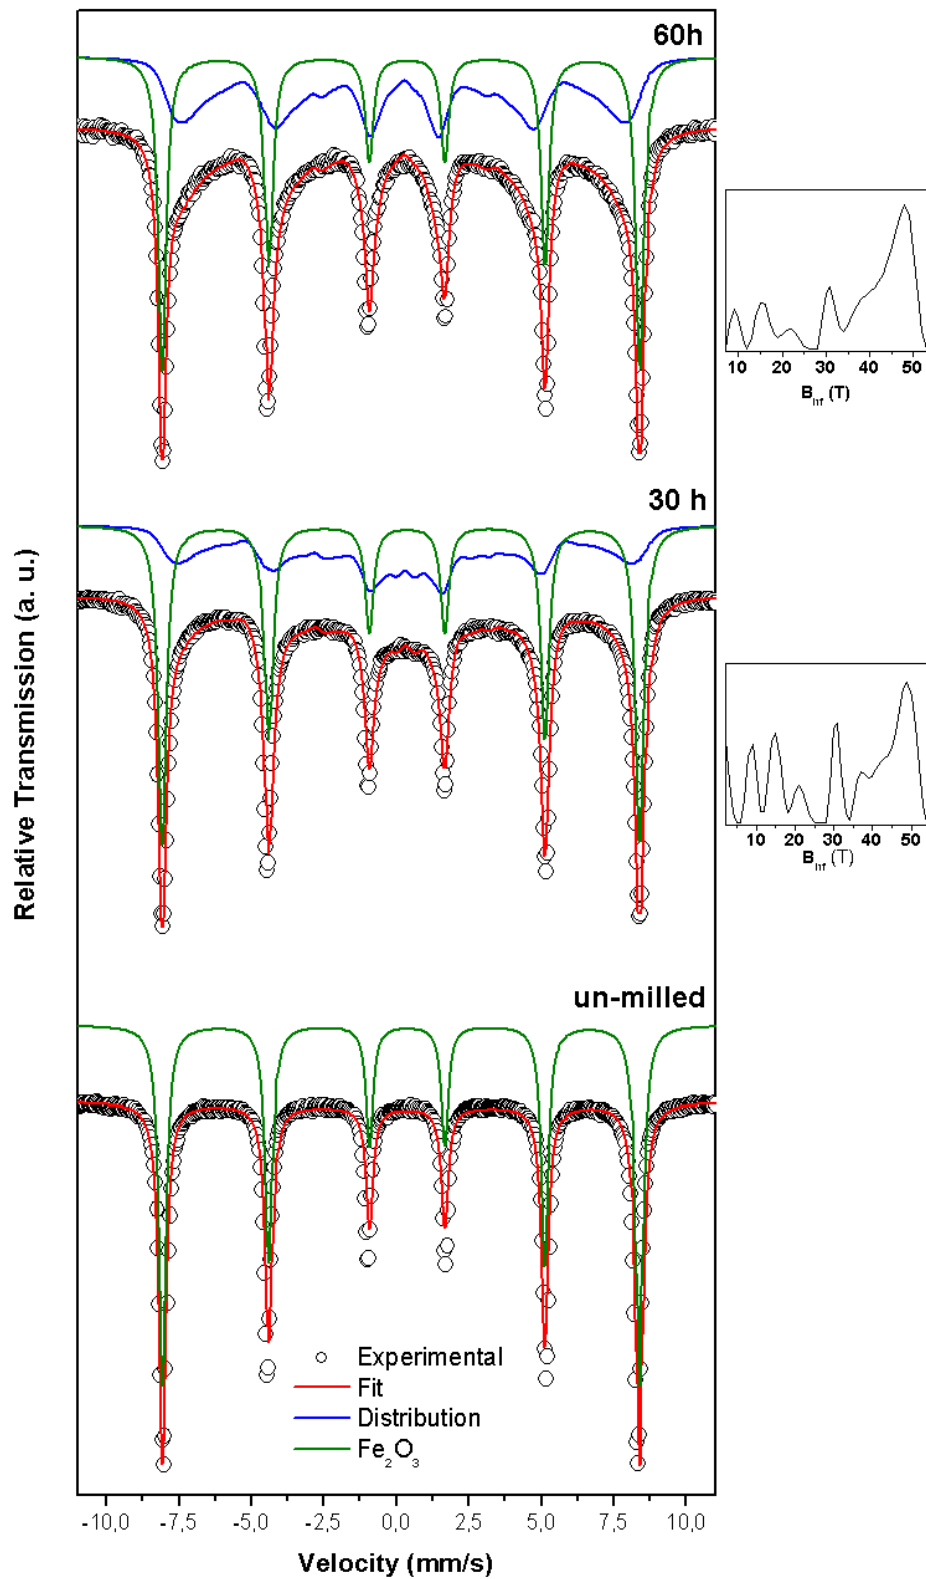 60h
10 20 30 40 50
B_hf (T)
30 h
10 20 30 40 50
B_hf (T)
Relative Transmission (a. u.)
un-milled
Experimental
Fit
Distribution
Fe₂O₃
-10,0 -7,5 -5,0 -2,5 0,0 2,5 5,0 7,5 10,0
Velocity (mm/s)